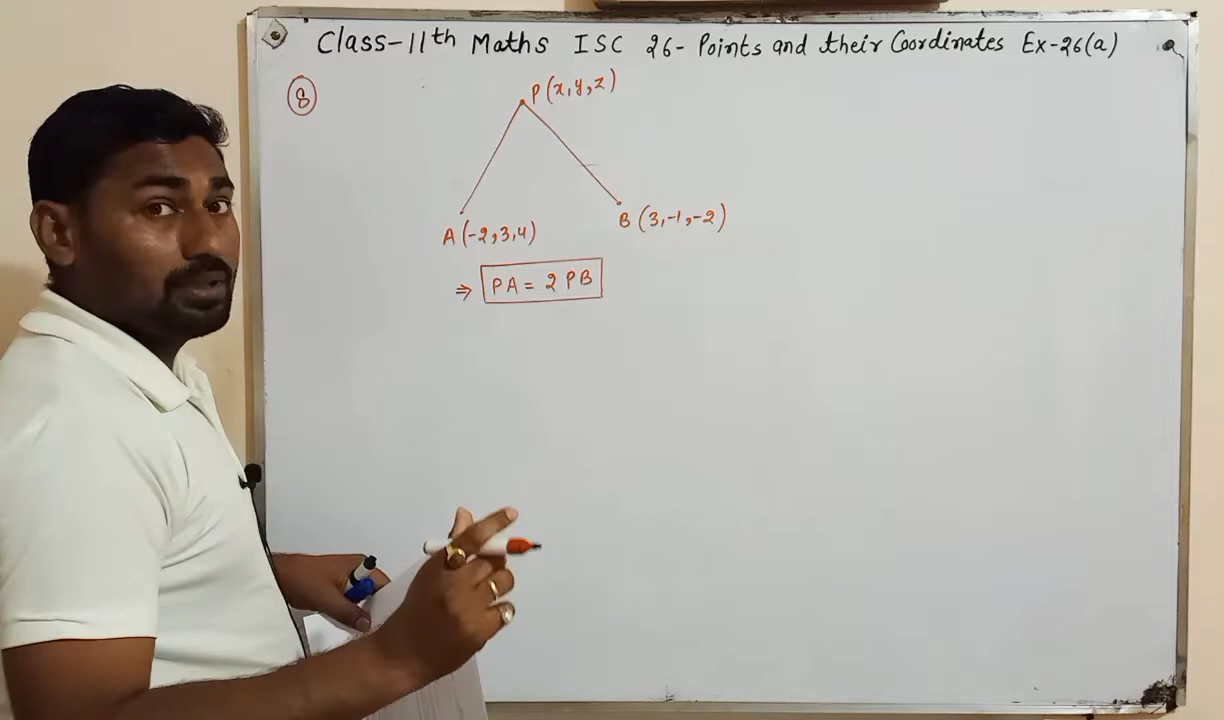 Class-11th Maths ISC 26- Points and their Coordinates Ex-26(a)
8
P(x,y,z)
A(-2,3,4)
B(3,-1,-2)
⇒ PA = 2 PB